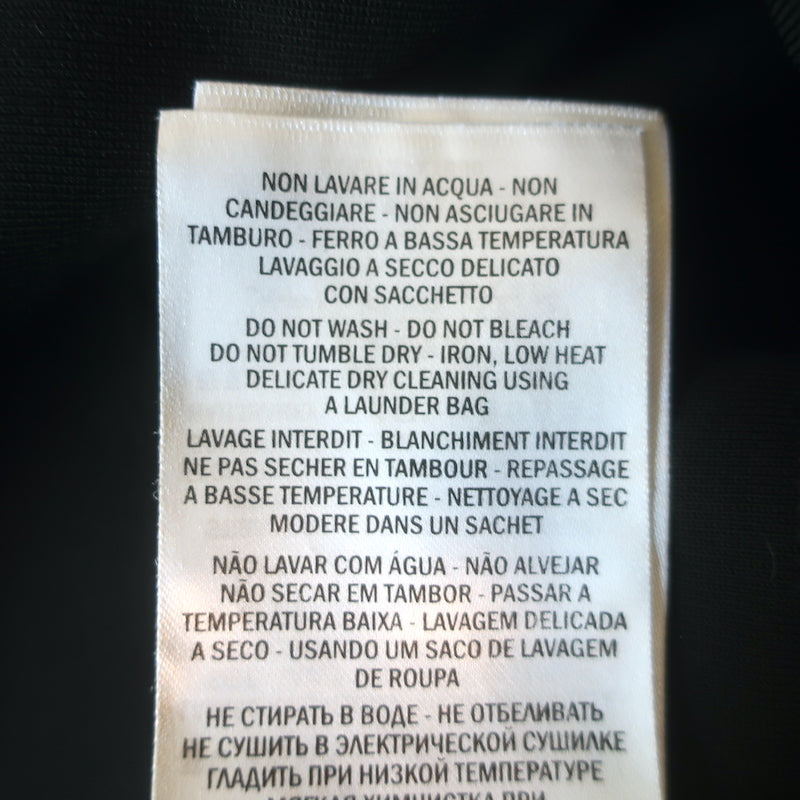 NON LAVARE IN ACQUA - NON
CANDEGGIARE - NON ASCIUGARE IN
TAMBURO - FERRO A BASSA TEMPERATURA
LAVAGGIO A SECCO DELICATO
CON SACCHETTO
DO NOT WASH - DO NOT BLEACH
DO NOT TUMBLE DRY - IRON, LOW HEAT
DELICATE DRY CLEANING USING
A LAUNDER BAG
LAVAGE INTERDIT - BLANCHIMENT INTERDIT
NE PAS SECHER EN TAMBOUR - REPASSAGE
A BASSE TEMPERATURE - NETTOYAGE A SEC
MODERE DANS UN SACHET
NÃO LAVAR COM ÁGUA - NÃO ALVEJAR
NÃO SECAR EM TAMBOR - PASSAR A
TEMPERATURA BAIXA - LAVAGEM DELICADA
A SECO - USANDO UM SACO DE LAVAGEM
DE ROUPA
НЕ СТИРАТЬ В ВОДЕ - НЕ ОТБЕЛИВАТЬ
НЕ СУШИТЬ В ЭЛЕКТРИЧЕСКОЙ СУШИЛКЕ
ГЛАДИТЬ ПРИ НИЗКОЙ ТЕМПЕРАТУРЕ
МЯГКАЯ ХИМЧИСТКА ПРИ